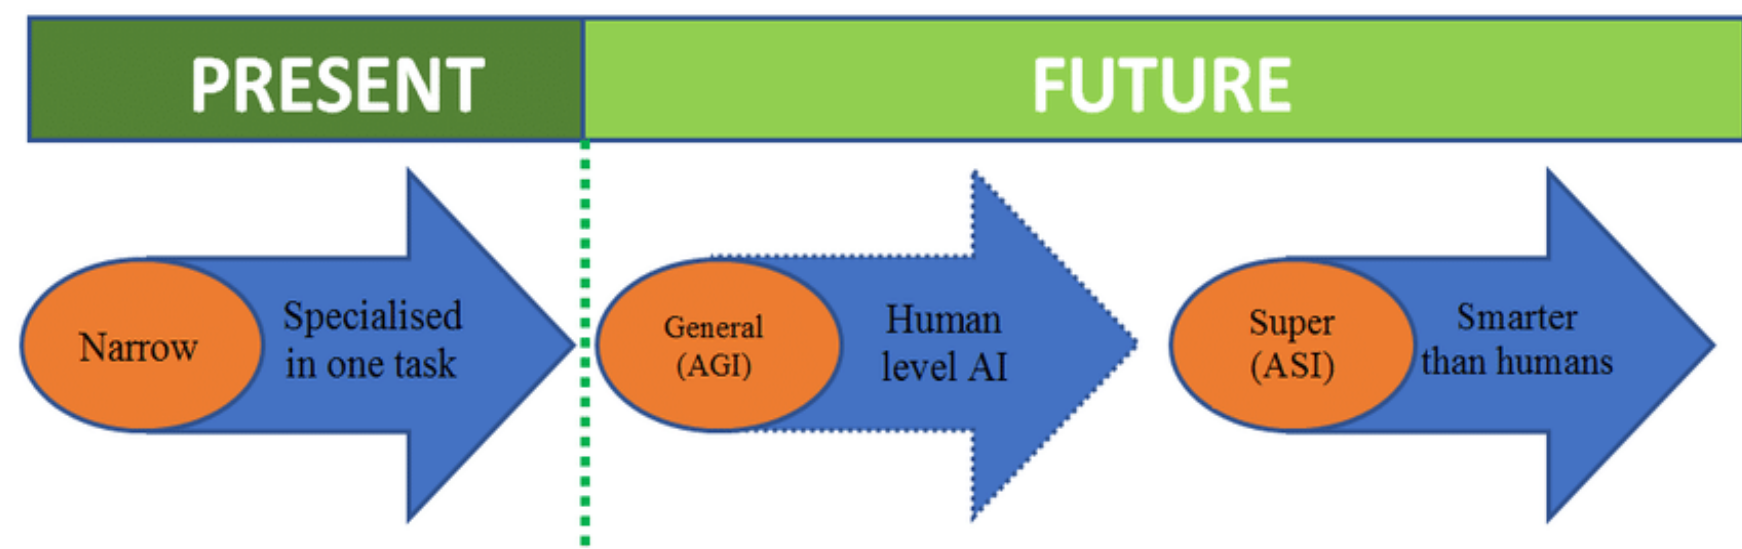 PRESENT
FUTURE
Narrow
Specialised
in one task
General
(AGI)
Human
level AI
Super
(ASI)
Smarter
than humans